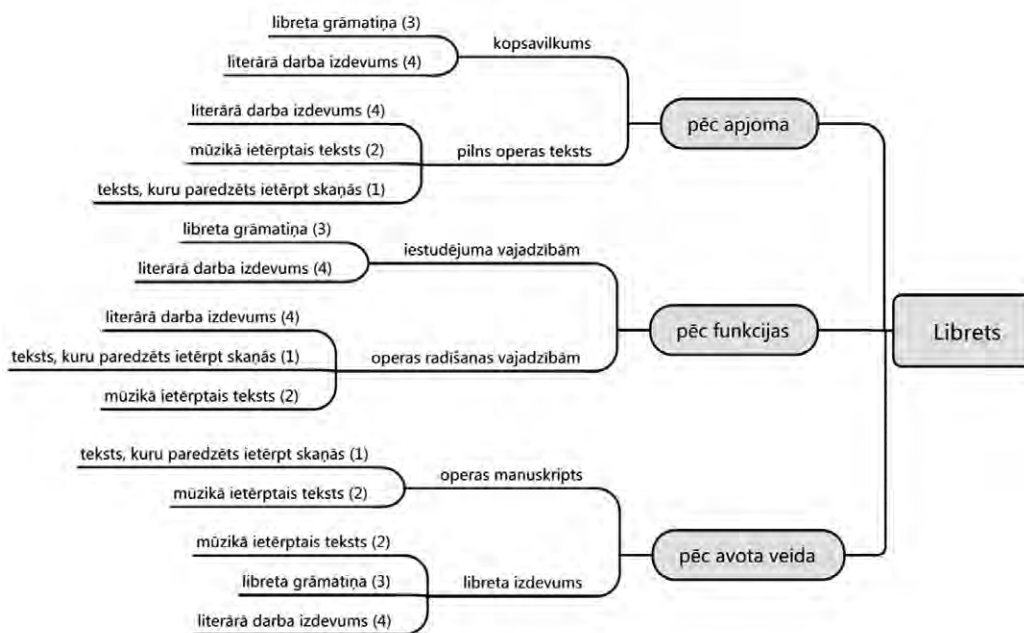 libreta grāmatiņa (3)
kopsavilkums
literārā darba izdevums (4)
literārā darba izdevums (4)
pēc apjoma
mūzikā ietērptais teksts (2)
pilns operas teksts
teksts, kuru paredzēts ietērpt skaņās (1)
libreta grāmatiņa (3)
iestudējuma vajadzībām
literārā darba izdevums (4)
literārā darba izdevums (4)
pēc funkcijas
Librets
teksts, kuru paredzēts ietērpt skaņās (1)
operas radīšanas vajadzībām
mūzikā ietērptais teksts (2)
teksts, kuru paredzēts ietērpt skaņās (1)
operas manuskripts
mūzikā ietērptais teksts (2)
mūzikā ietērptais teksts (2)
pēc avota veida
libreta grāmatiņa (3)
libreta izdevums
literārā darba izdevums (4)